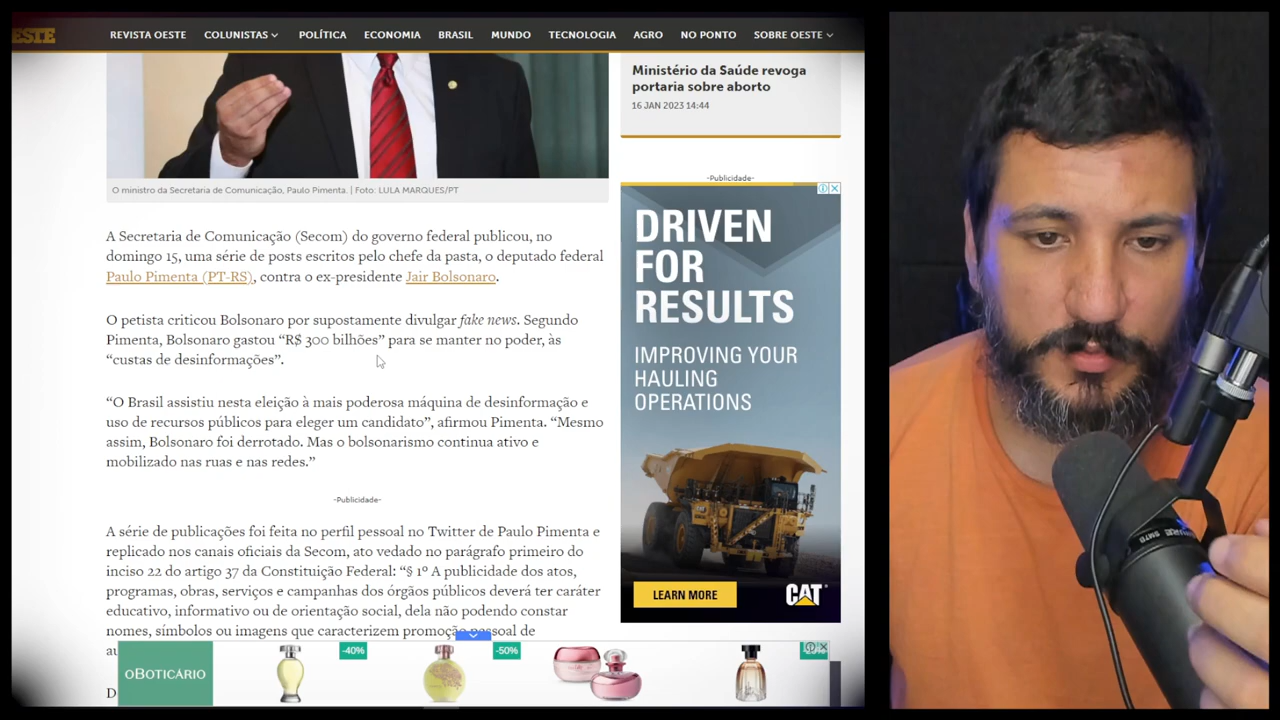 ESTE
REVISTA OESTE
COLUNISTAS
POLÍTICA
ECONOMIA
BRASIL
MUNDO
TECNOLOGIA
AGRO
NO PONTO
SOBRE OESTE
O ministro da Secretaria de Comunicação, Paulo Pimenta. | Foto: LULA MARQUES/PT
A Secretaria de Comunicação (Secom) do governo federal publicou, no
domingo 15, uma série de posts escritos pelo chefe da pasta, o deputado federal
Paulo Pimenta (PT-RS), contra o ex-presidente Jair Bolsonaro.
O petista criticou Bolsonaro por supostamente divulgar fake news. Segundo
Pimenta, Bolsonaro gastou “R$ 300 bilhões” para se manter no poder, às
“custas de desinformações”.
“O Brasil assistiu nesta eleição à mais poderosa máquina de desinformação e
uso de recursos públicos para eleger um candidato”, afirmou Pimenta. “Mesmo
assim, Bolsonaro foi derrotado. Mas o bolsonarismo continua ativo e
mobilizado nas ruas e nas redes.”
-Publicidade-
A série de publicações foi feita no perfil pessoal no Twitter de Paulo Pimenta e
replicado nos canais oficiais da Secom, ato vedado no parágrafo primeiro do
inciso 22 do artigo 37 da Constituição Federal: “§ 1º A publicidade dos atos,
programas, obras, serviços e campanhas dos órgãos públicos deverá ter caráter
educativo, informativo ou de orientação social, dela não podendo constar
nomes, símbolos ou imagens que caracterizem promoção pessoal de
Ministério da Saúde revoga
portaria sobre aborto
16 JAN 2023 14:44
-Publicidade-
DRIVEN
FOR
RESULTS
IMPROVING YOUR
HAULING
OPERATIONS
LEARN MORE
CAT
oBOTICÁRIO
-40%
-50%
SM7B